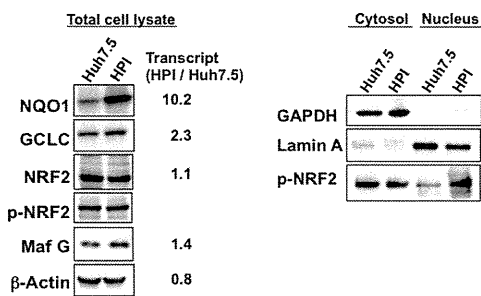 Total cell lysate
Huh7.5 HPI
Transcript
(HPI / Huh7.5)
NQO1 10.2
GCLC 2.3
NRF2 1.1
p-NRF2
Maf G 1.4
β-Actin 0.8
Cytosol Nucleus
Huh7.5 HPI Huh7.5 HPI
GAPDH
Lamin A
p-NRF2